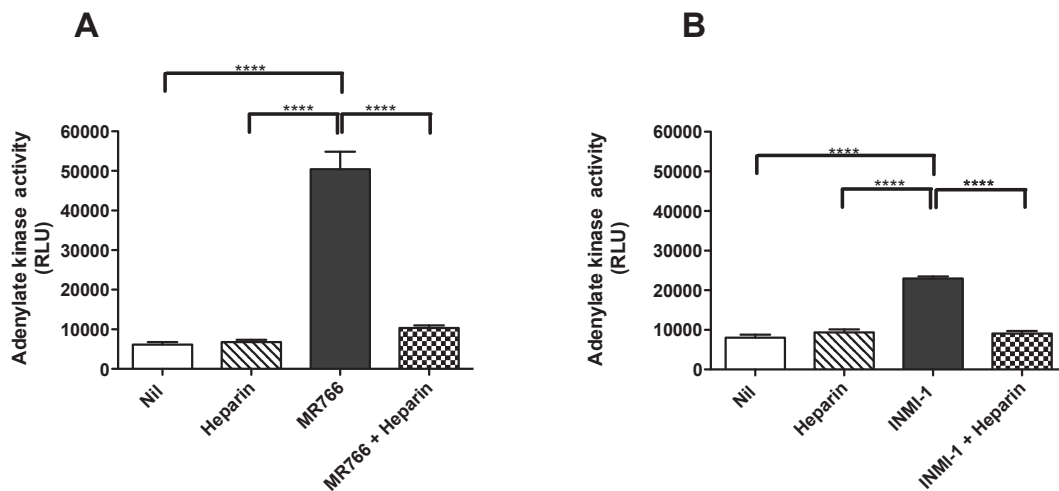 A
****
****
****
Adenylate kinase activity
(RLU)
60000
50000
40000
30000
20000
10000
0
Nil
Heparin
MR766
MR766 + Heparin
B
****
****
****
Adenylate kinase activity
(RLU)
60000
50000
40000
30000
20000
10000
0
Nil
Heparin
INMI-1
INMI-1 + Heparin